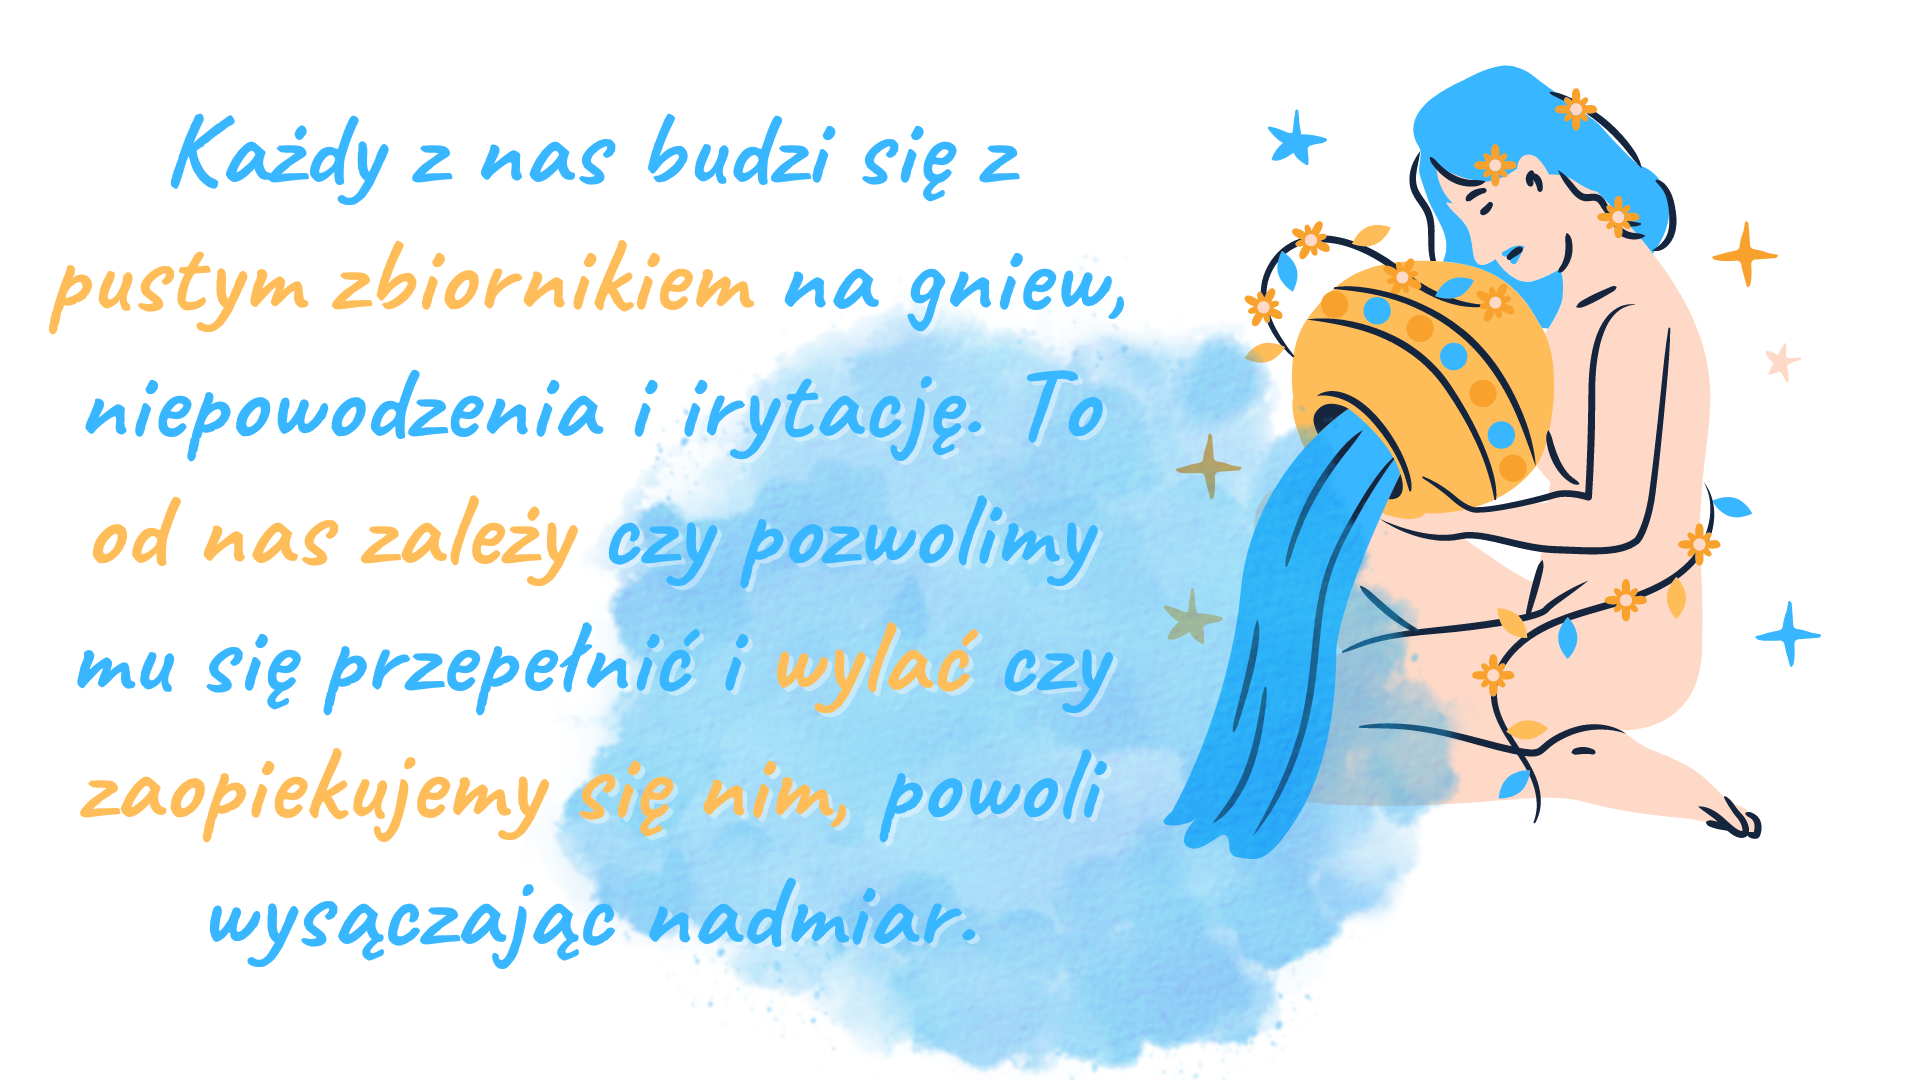 Każdy z nas budzi się z
pustym zbiornikiem na gniew,
niepowodzenia i irytację. To
od nas zależy czy pozwolimy
mu się przepełnić i wylać czy
zaopiekujemy się nim, powoli
wysączając nadmiar.